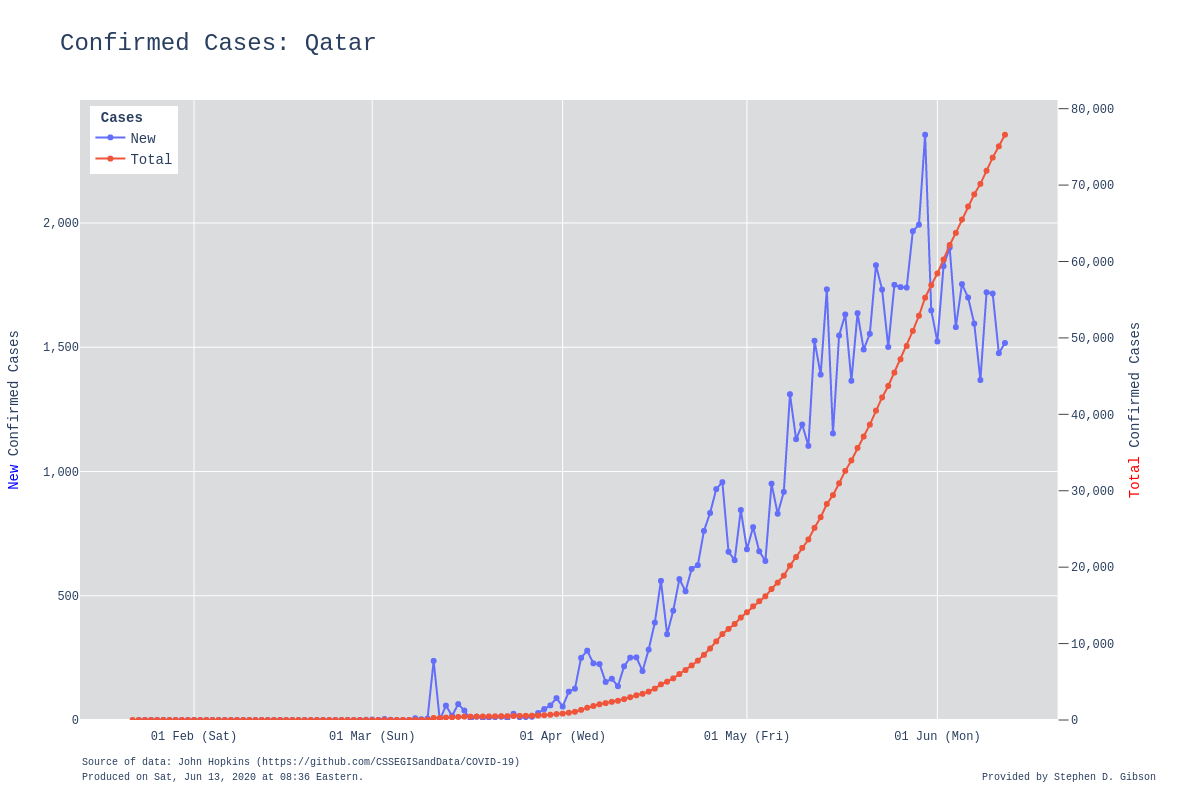 Confirmed Cases: Qatar
Cases
New
Total
80,000
70,000
60,000
50,000
40,000
30,000
20,000
10,000
0
2,000
1,500
1,000
500
0
New Confirmed Cases
Total Confirmed Cases
01 Feb (Sat) 01 Mar (Sun) 01 Apr (Wed) 01 May (Fri) 01 Jun (Mon)
Source of data: John Hopkins (https://github.com/CSSEGISandData/COVID-19)
Produced on Sat, Jun 13, 2020 at 08:36 Eastern.
Provided by Stephen D. Gibson